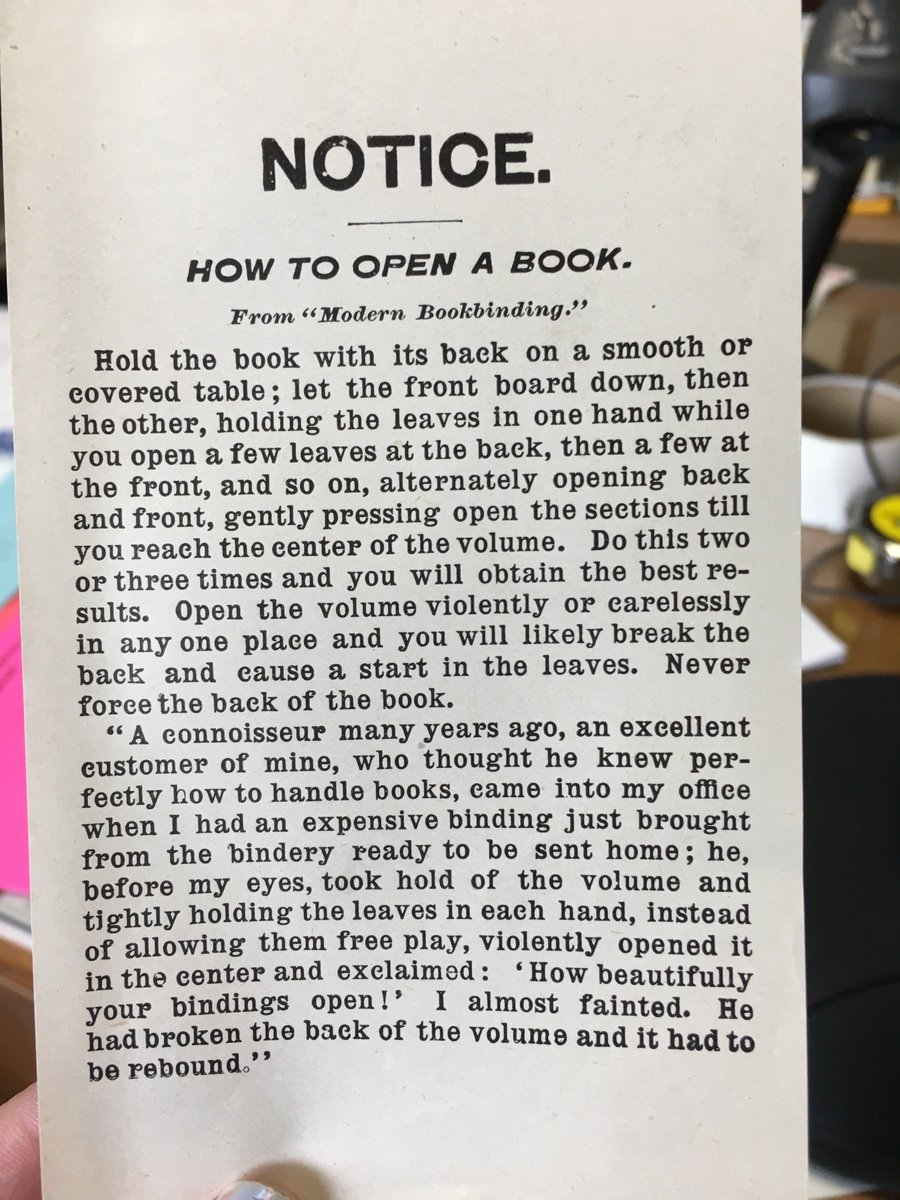 NOTICE.
HOW TO OPEN A BOOK.
From “Modern Bookbinding.”
Hold the book with its back on a smooth or
covered table; let the front board down, then
the other, holding the leaves in one hand while
you open a few leaves at the back, then a few at
the front, and so on, alternately opening back
and front, gently pressing open the sections till
you reach the center of the volume. Do this two
or three times and you will obtain the best re-
sults. Open the volume violently or carelessly
in any one place and you will likely break the
back and cause a start in the leaves. Never
force the back of the book.
“A connoisseur many years ago, an excellent
customer of mine, who thought he knew per-
fectly how to handle books, came into my office
when I had an expensive binding just brought
from the bindery ready to be sent home; he,
before my eyes, took hold of the volume and
tightly holding the leaves in each hand, instead
of allowing them free play, violently opened it
in the center and exclaimed: ‘How beautifully
your bindings open!’ I almost fainted. He
had broken the back of the volume and it had to
be rebound.”